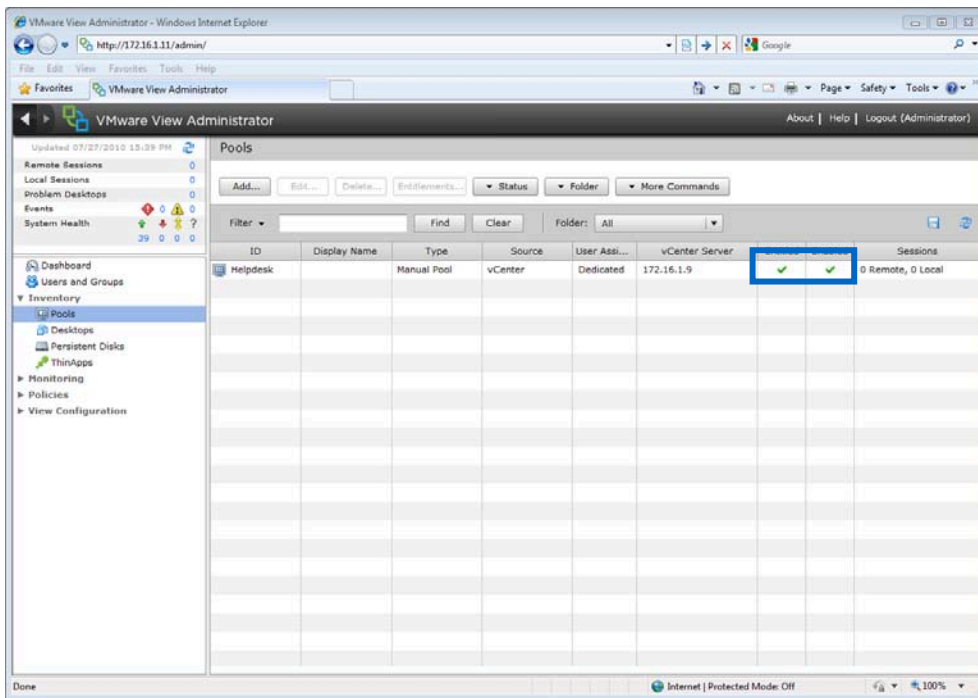 VMware View Administrator - Windows Internet Explorer
http://172.16.1.11/admin/
Google
File Edit View Favorites Tools Help
Favorites VMware View Administrator
Page Safety Tools
VMware View Administrator
About | Help | Logout (Administrator)
Updated 07/27/2010 15:39 PM
Remote Sessions 0
Local Sessions 0
Problem Desktops 0
Events 0 0
System Health ?
39 0 0 0
Dashboard
Users and Groups
Inventory
Pools
Desktops
Persistent Disks
ThinApps
Monitoring
Policies
View Configuration
Pools
Add... Edit... Delete... Entitlements... Status Folder More Commands
Filter Find Clear Folder: All
ID Display Name Type Source User Assi... vCenter Server Sessions
Helpdesk Manual Pool vCenter Dedicated 172.16.1.9 0 Remote, 0 Local
Done
Internet | Protected Mode: Off
100%